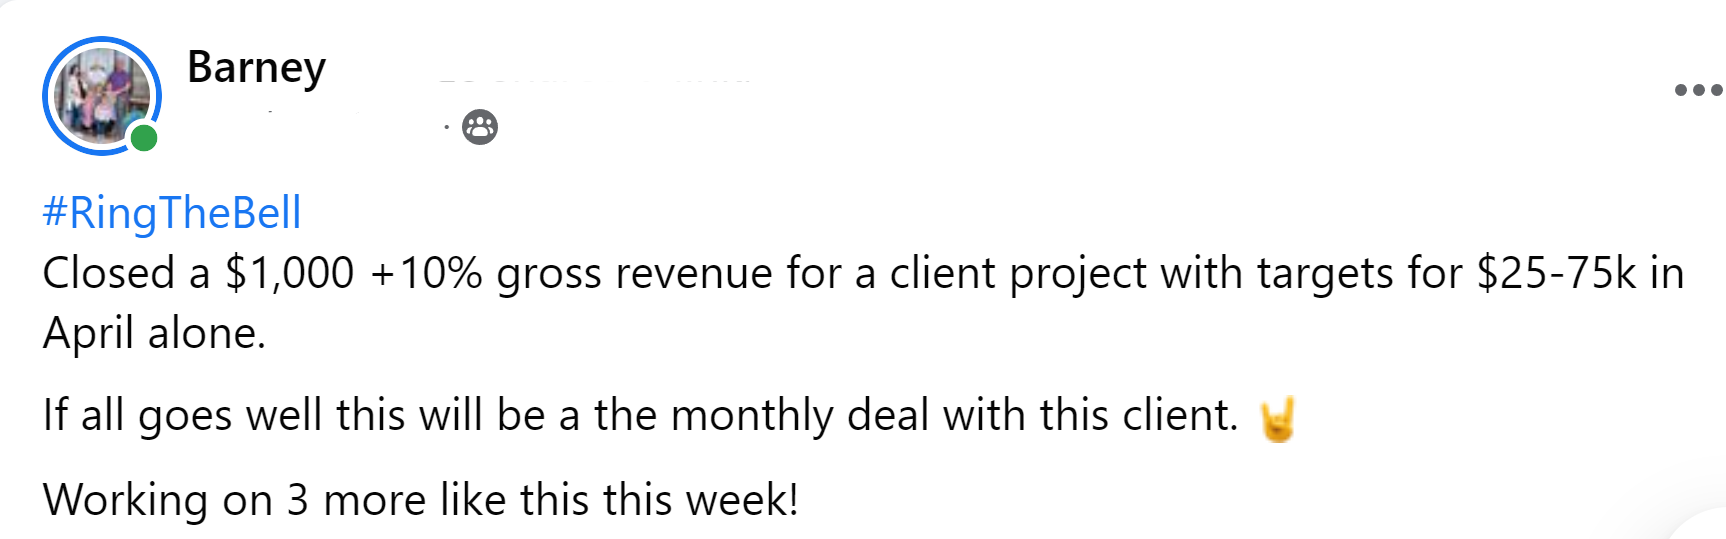 Barney
#RingTheBell
Closed a $1,000 +10% gross revenue for a client project with targets for $25-75k in
April alone.
If all goes well this will be a the monthly deal with this client. 🤘
Working on 3 more like this this week!